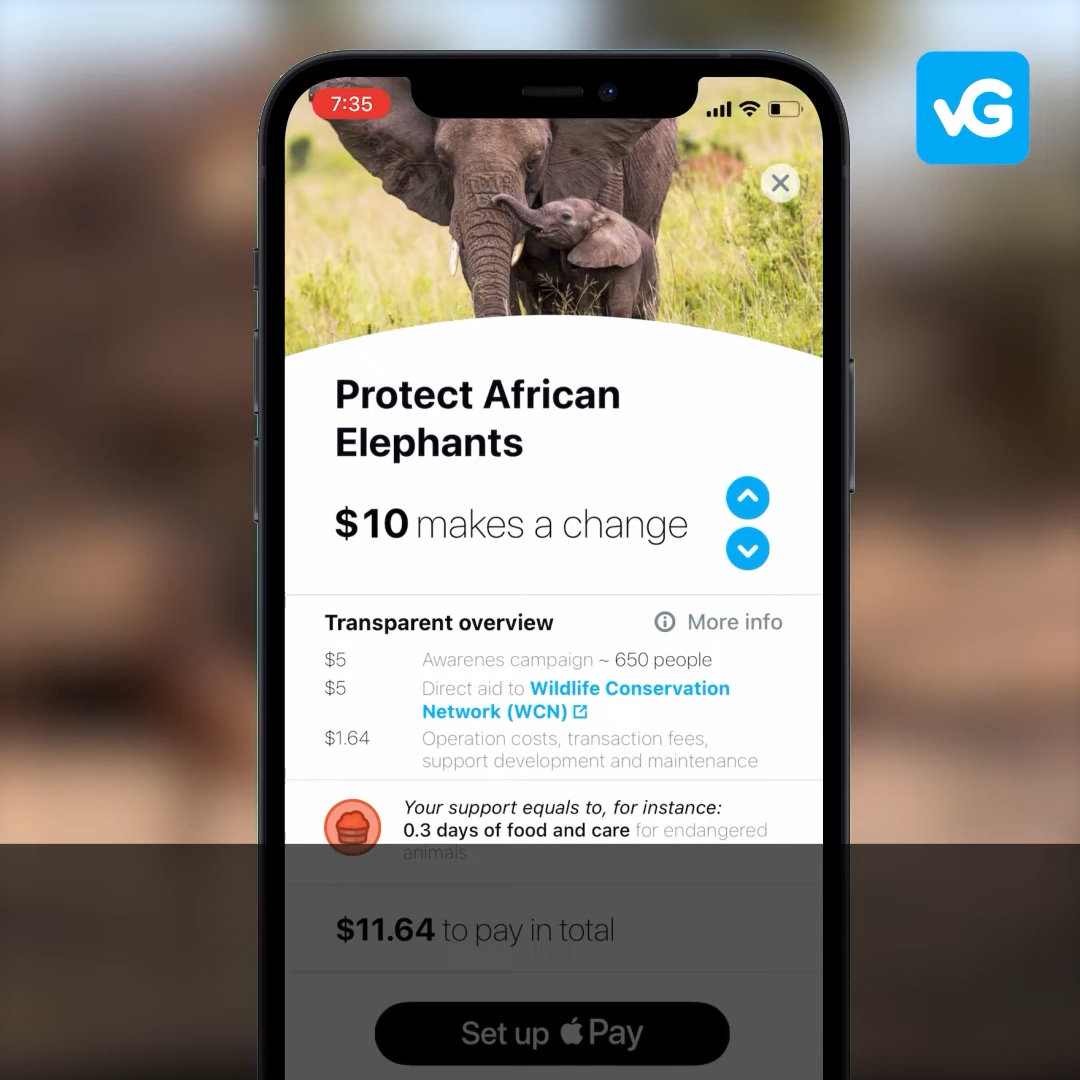 7:35
vG
Protect African
Elephants
$10 makes a change
Transparent overview
More info
$5 Awarenes campaign ~ 650 people
$5 Direct aid to Wildlife Conservation
Network (WCN)
$1.64 Operation costs, transaction fees,
support development and maintenance
Your support equals to, for instance:
0.3 days of food and care for endangered
animals
$11.64 to pay in total
Set up Pay